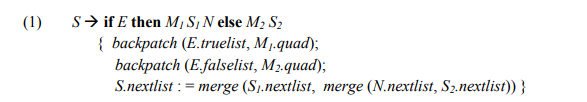 (1) S → if E then M1 S1 N else M2 S2
{ backpatch (E.truelist, M1.quad);
backpatch (E.falselist, M2.quad);
S.nextlist : = merge (S1.nextlist, merge (N.nextlist, S2.nextlist)) }